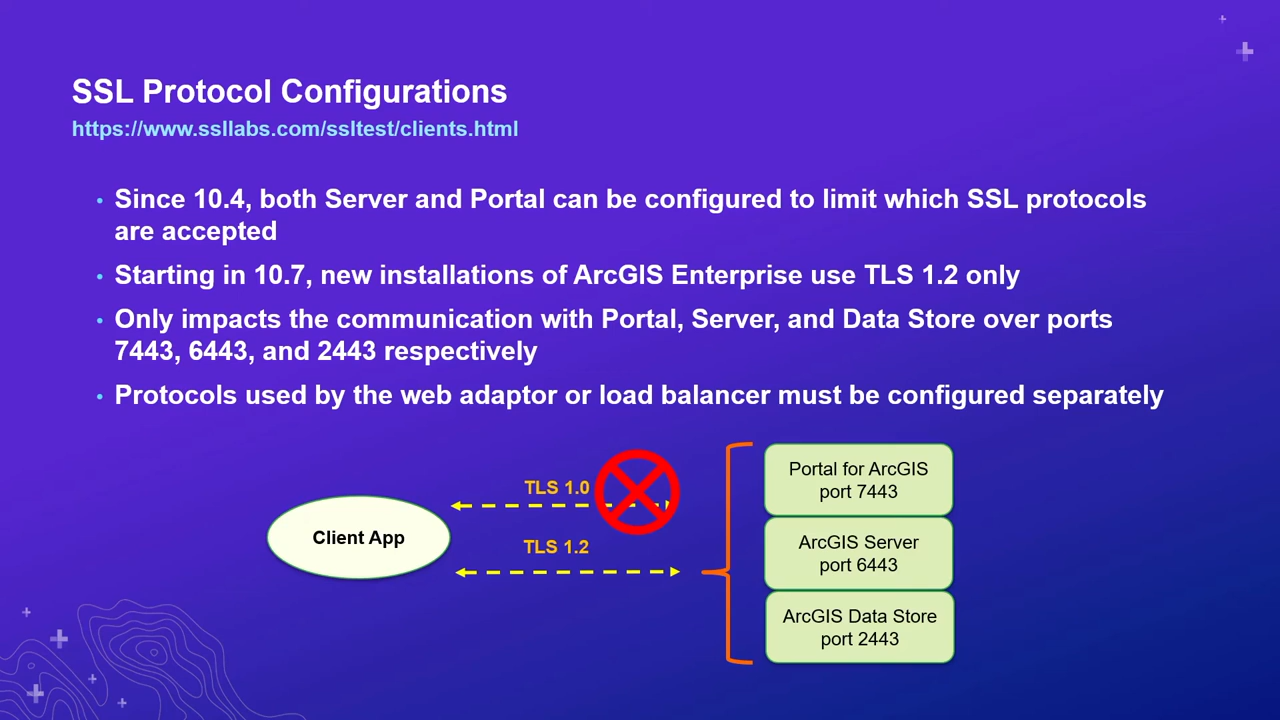 SSL Protocol Configurations
https://www.ssllabs.com/ssltest/clients.html
• Since 10.4, both Server and Portal can be configured to limit which SSL protocols
are accepted
• Starting in 10.7, new installations of ArcGIS Enterprise use TLS 1.2 only
• Only impacts the communication with Portal, Server, and Data Store over ports
7443, 6443, and 2443 respectively
• Protocols used by the web adaptor or load balancer must be configured separately
Client App
TLS 1.0
TLS 1.2
Portal for ArcGIS
port 7443
ArcGIS Server
port 6443
ArcGIS Data Store
port 2443